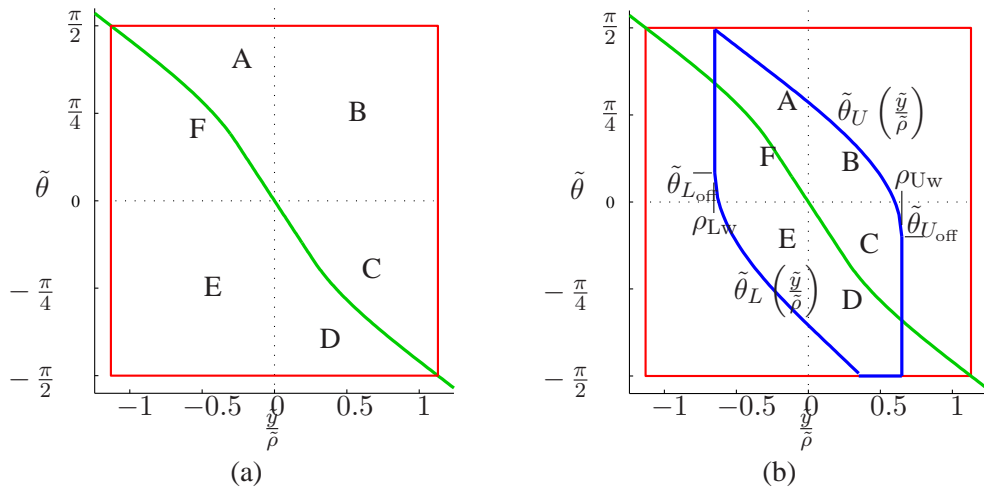 π/2
π/4
θ̃
0
− π/4
− π/2
−1 −0.5 0 0.5 1
ỹ/ρ̃
A
B
F
C
E
D
(a)
π/2
π/4
θ̃
0
− π/4
− π/2
−1 −0.5 0 0.5 1
ỹ/ρ̃
A
θ̃_U (ỹ/ρ̃)
B
F
θ̃_{L_off}
ρ_Uw
ρ_Lw
θ̃_{U_off}
E
C
θ̃_L (ỹ/ρ̃)
D
(b)